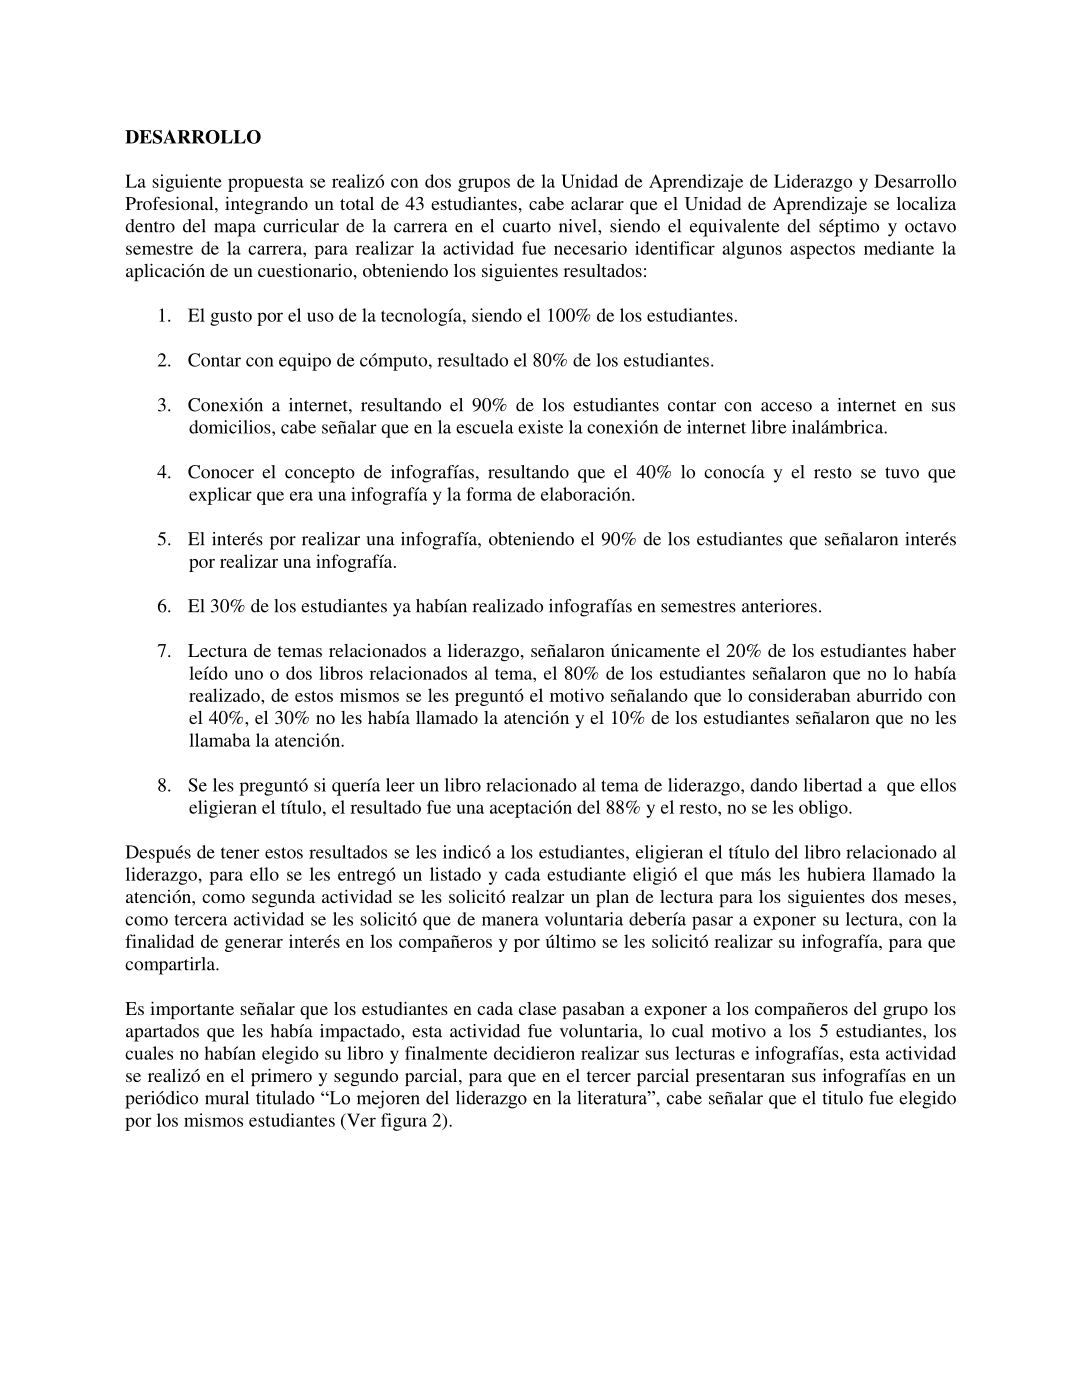 DESARROLLO
La siguiente propuesta se realizó con dos grupos de la Unidad de Aprendizaje de Liderazgo y Desarrollo
Profesional, integrando un total de 43 estudiantes, cabe aclarar que el Unidad de Aprendizaje se localiza
dentro del mapa curricular de la carrera en el cuarto nivel, siendo el equivalente del séptimo y octavo
semestre de la carrera, para realizar la actividad fue necesario identificar algunos aspectos mediante la
aplicación de un cuestionario, obteniendo los siguientes resultados:
1. El gusto por el uso de la tecnología, siendo el 100% de los estudiantes.
2. Contar con equipo de cómputo, resultado el 80% de los estudiantes.
3. Conexión a internet, resultando el 90% de los estudiantes contar con acceso a internet en sus
domicilios, cabe señalar que en la escuela existe la conexión de internet libre inalámbrica.
4. Conocer el concepto de infografías, resultando que el 40% lo conocía y el resto se tuvo que
explicar que era una infografía y la forma de elaboración.
5. El interés por realizar una infografía, obteniendo el 90% de los estudiantes que señalaron interés
por realizar una infografía.
6. El 30% de los estudiantes ya habían realizado infografías en semestres anteriores.
7. Lectura de temas relacionados a liderazgo, señalaron únicamente el 20% de los estudiantes haber
leído uno o dos libros relacionados al tema, el 80% de los estudiantes señalaron que no lo había
realizado, de estos mismos se les preguntó el motivo señalando que lo consideraban aburrido con
el 40%, el 30% no les había llamado la atención y el 10% de los estudiantes señalaron que no les
llamaba la atención.
8. Se les preguntó si quería leer un libro relacionado al tema de liderazgo, dando libertad a que ellos
eligieran el título, el resultado fue una aceptación del 88% y el resto, no se les obligo.
Después de tener estos resultados se les indicó a los estudiantes, eligieran el título del libro relacionado al
liderazgo, para ello se les entregó un listado y cada estudiante eligió el que más les hubiera llamado la
atención, como segunda actividad se les solicitó realzar un plan de lectura para los siguientes dos meses,
como tercera actividad se les solicitó que de manera voluntaria debería pasar a exponer su lectura, con la
finalidad de generar interés en los compañeros y por último se les solicitó realizar su infografía, para que
compartirla.
Es importante señalar que los estudiantes en cada clase pasaban a exponer a los compañeros del grupo los
apartados que les había impactado, esta actividad fue voluntaria, lo cual motivo a los 5 estudiantes, los
cuales no habían elegido su libro y finalmente decidieron realizar sus lecturas e infografías, esta actividad
se realizó en el primero y segundo parcial, para que en el tercer parcial presentaran sus infografías en un
periódico mural titulado “Lo mejoren del liderazgo en la literatura”, cabe señalar que el titulo fue elegido
por los mismos estudiantes (Ver figura 2).